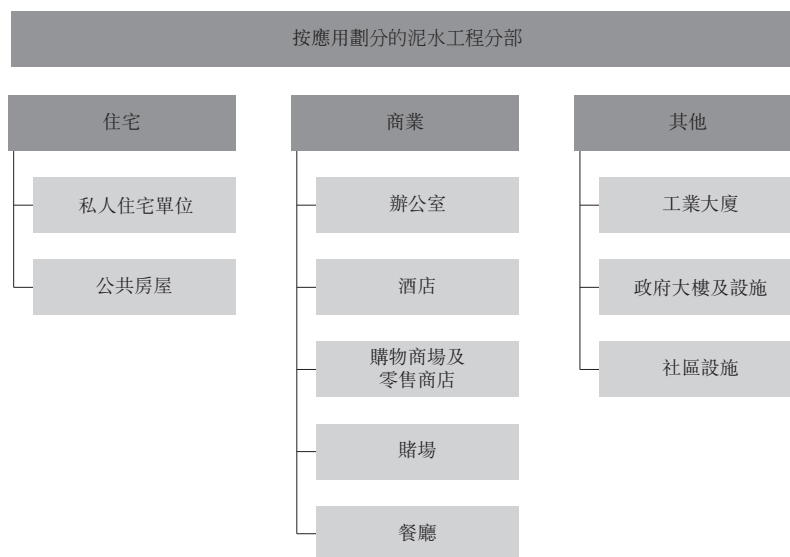 按應用劃分的泥水工程分部
住宅
私人住宅單位
公共房屋
商業
辦公室
酒店
購物商場及
零售商店
賭場
餐廳
其他
工業大廈
政府大樓及設施
社區設施